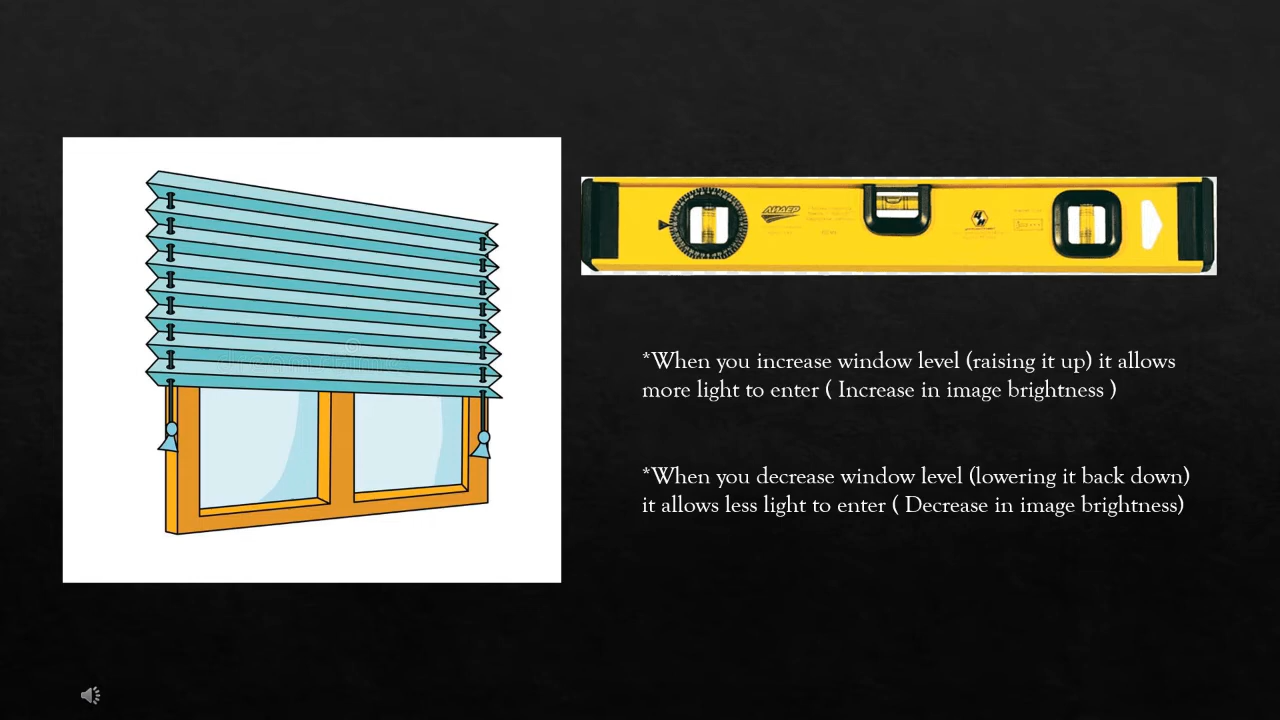 ЛИДЕР
*When you increase window level (raising it up) it allows
more light to enter ( Increase in image brightness )
*When you decrease window level (lowering it back down)
it allows less light to enter ( Decrease in image brightness)